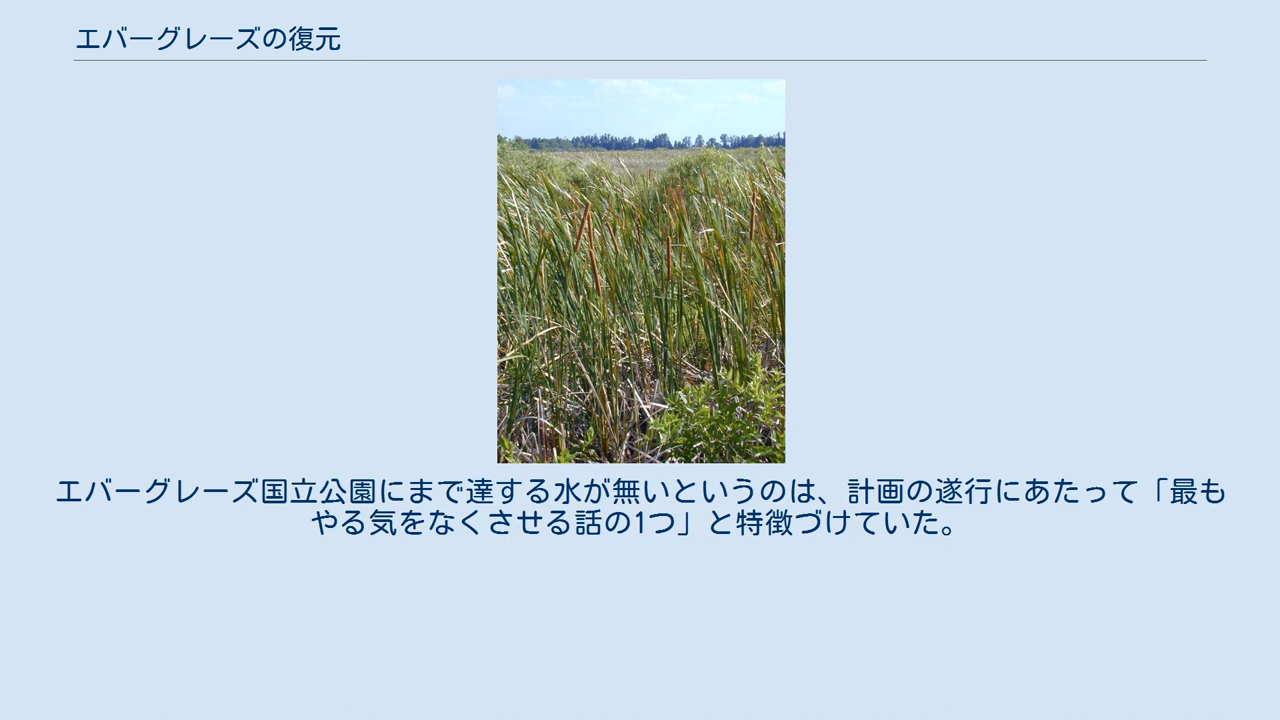 エバーグレーズの復元
エバーグレーズ国立公園にまで達する水が無いというのは、計画の遂行にあたって「最も
やる気をなくさせる話の1つ」と特徴づけていた。